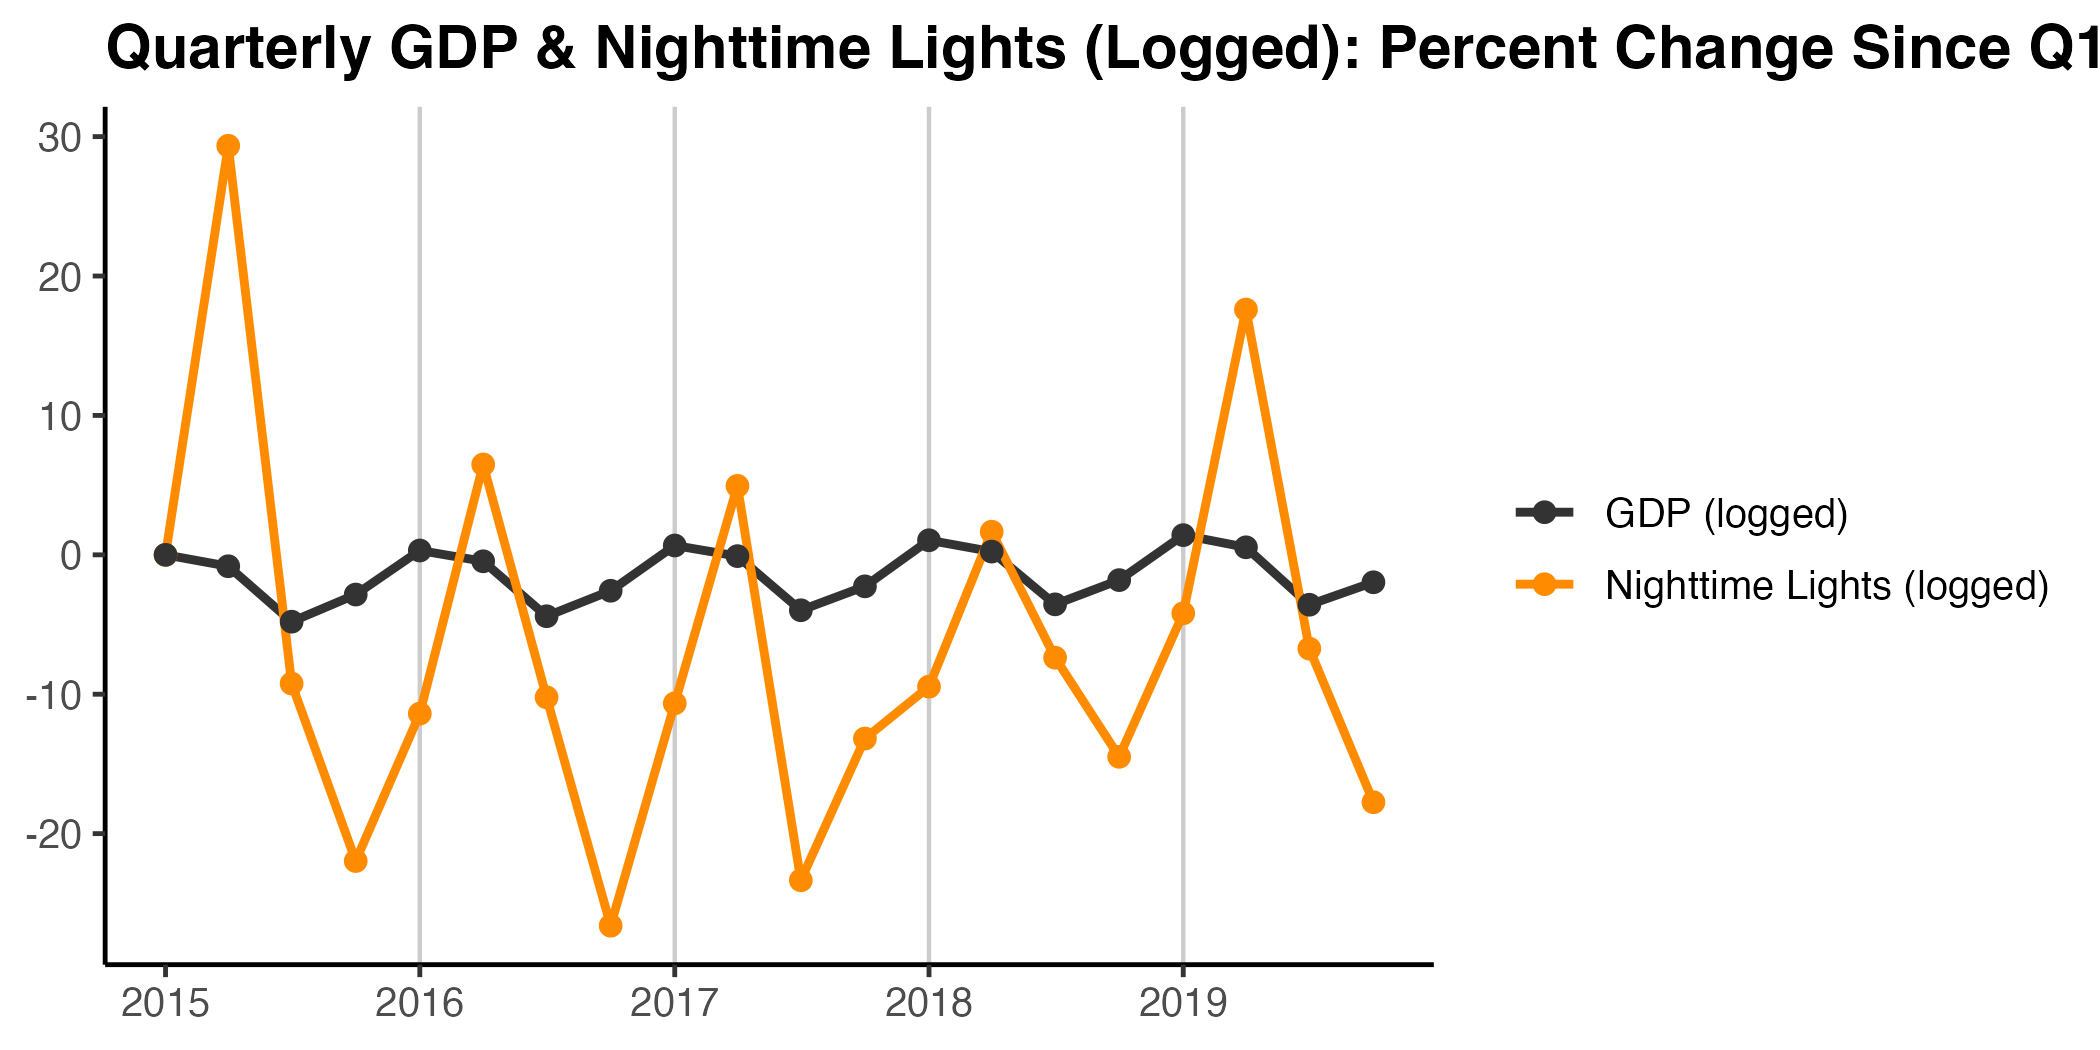 Quarterly GDP & Nighttime Lights (Logged): Percent Change Since Q1
30
20
10
0
-10
-20
2015 2016 2017 2018 2019
GDP (logged)
Nighttime Lights (logged)